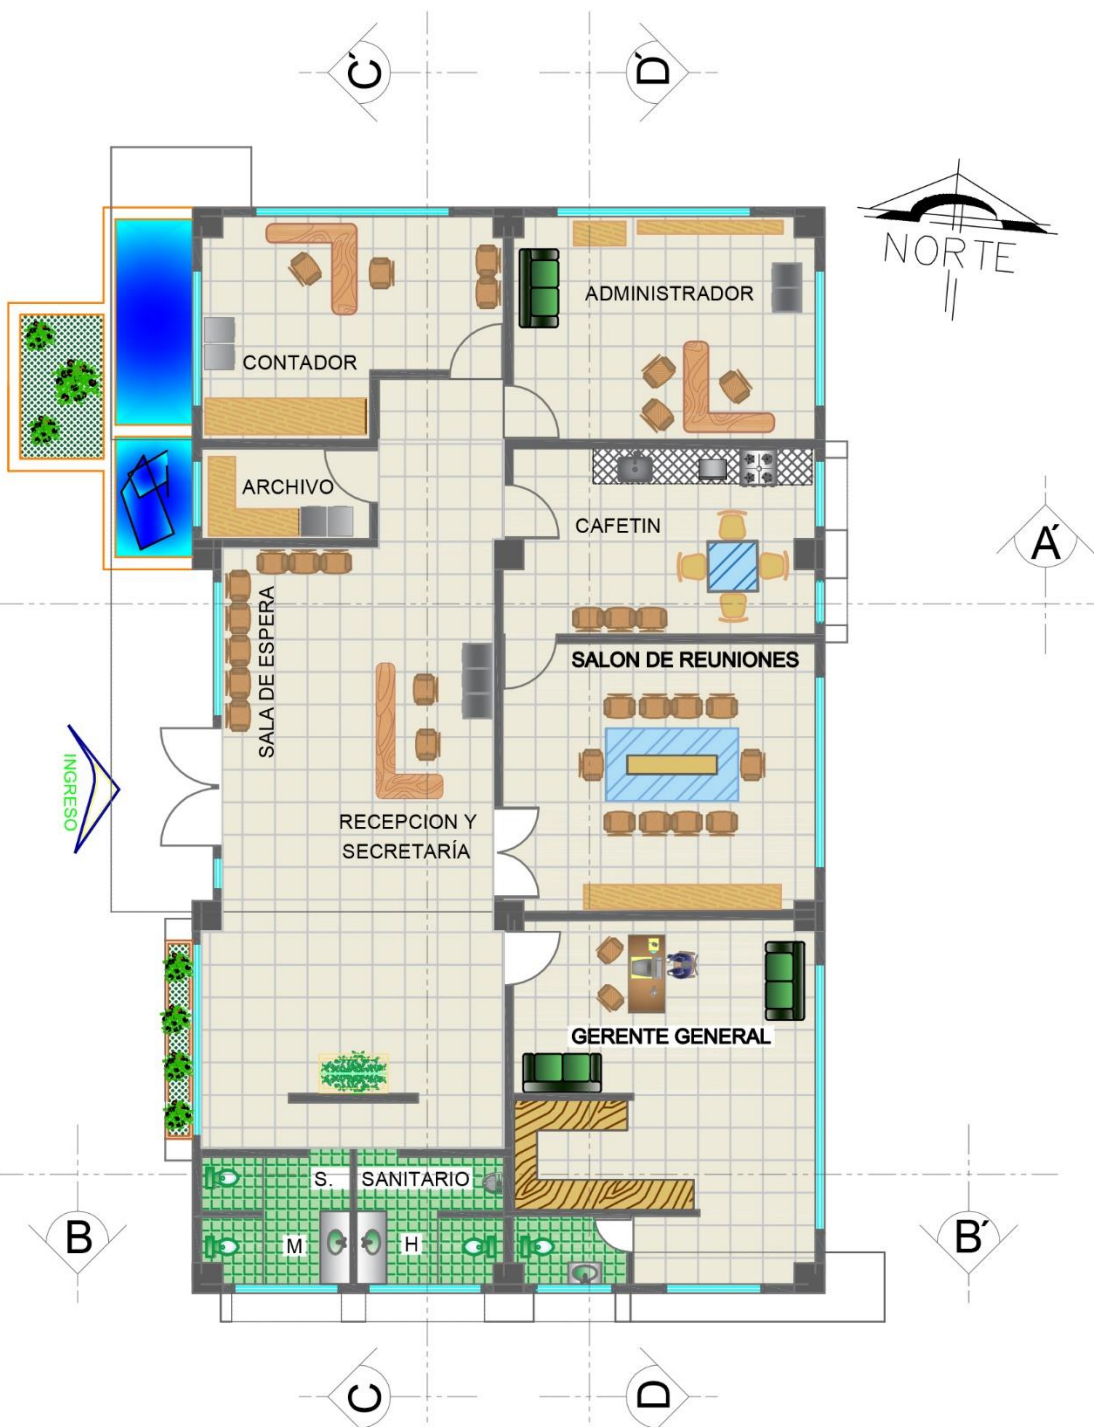 C´
D´
NORTE
ADMINISTRADOR
CONTADOR
ARCHIVO
CAFETIN
A´
SALA DE ESPERA
SALON DE REUNIONES
INGRESO
RECEPCION Y
SECRETARÍA
GERENTE GENERAL
S. SANITARIO
M
H
B
B´
C
D